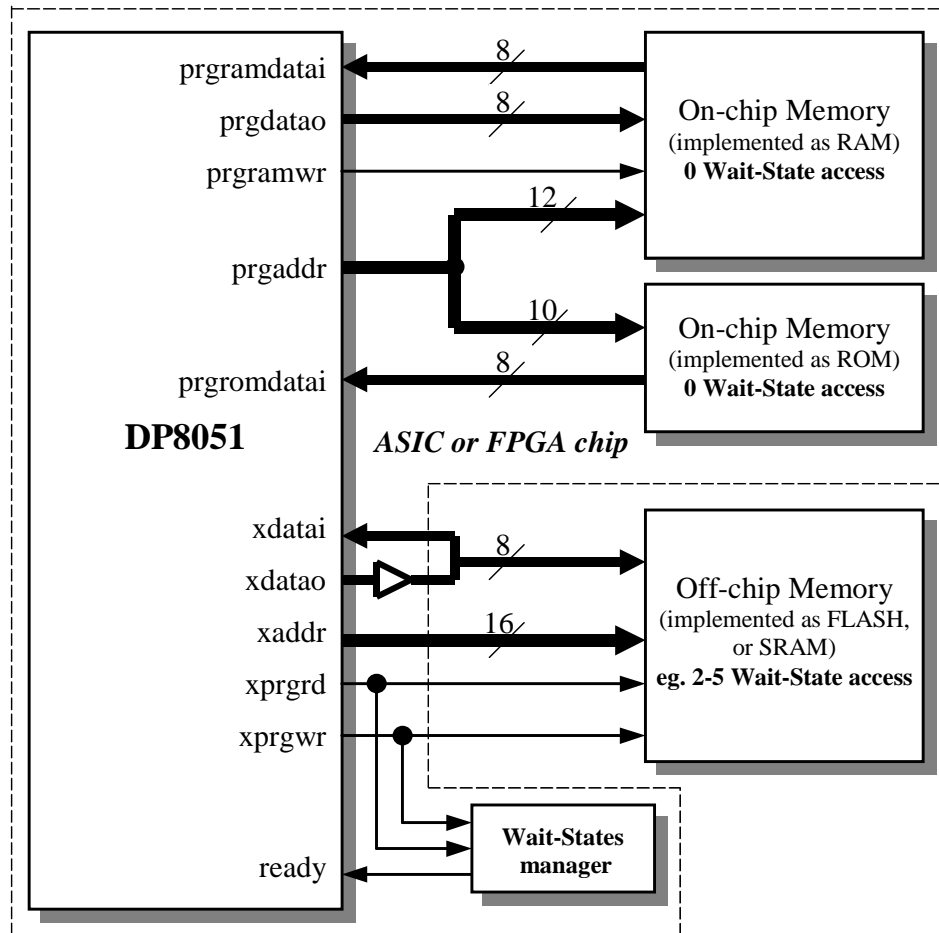 prgramdatai
prgdatao
prgramwr
prgaddr
prgromdatai
DP8051
xdatai
xdatao
xaddr
xprgrd
xprgwr
ready
8
8
12
10
8
ASIC or FPGA chip
8
16
On-chip Memory
(implemented as RAM)
0 Wait-State access
On-chip Memory
(implemented as ROM)
0 Wait-State access
Off-chip Memory
(implemented as FLASH,
or SRAM)
eg. 2-5 Wait-State access
Wait-States
manager